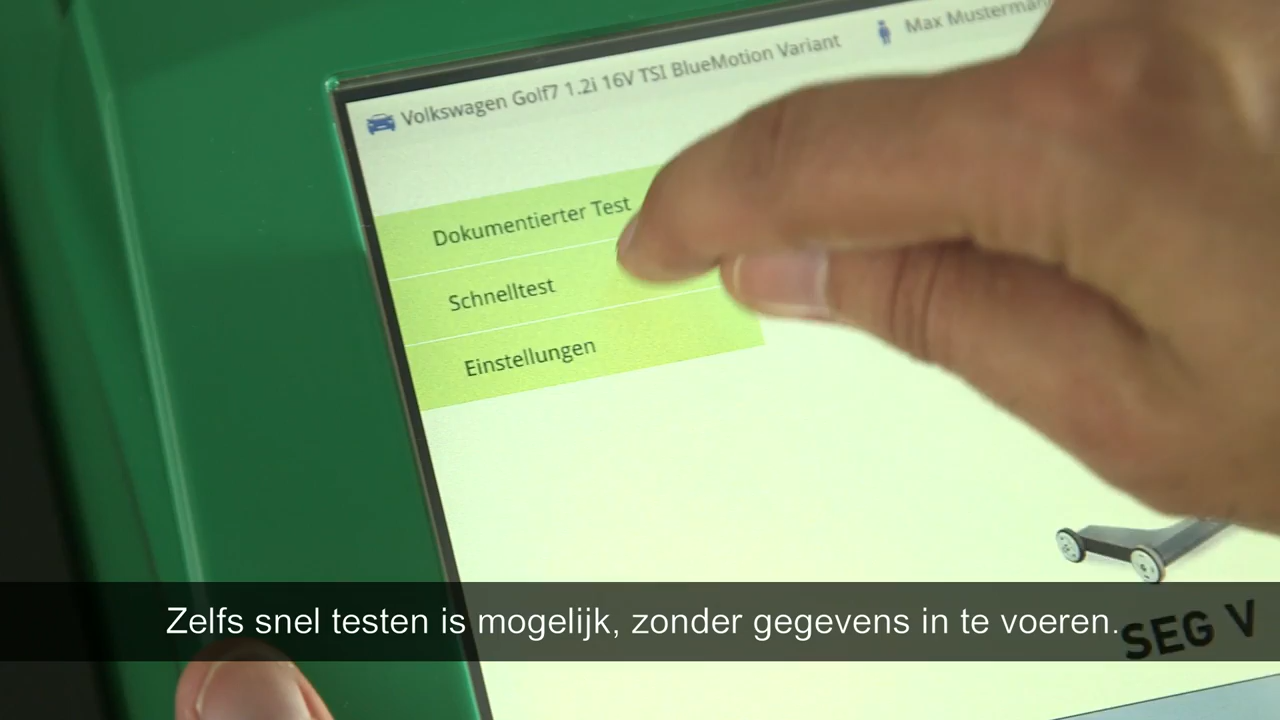 Volkswagen Golf7 1.2i 16V TSI BlueMotion Variant
Max
Dokumentierter Test
Schnelltest
Einstellungen
Zelfs snel testen is mogelijk, zonder gegevens in te voeren.
SEG V